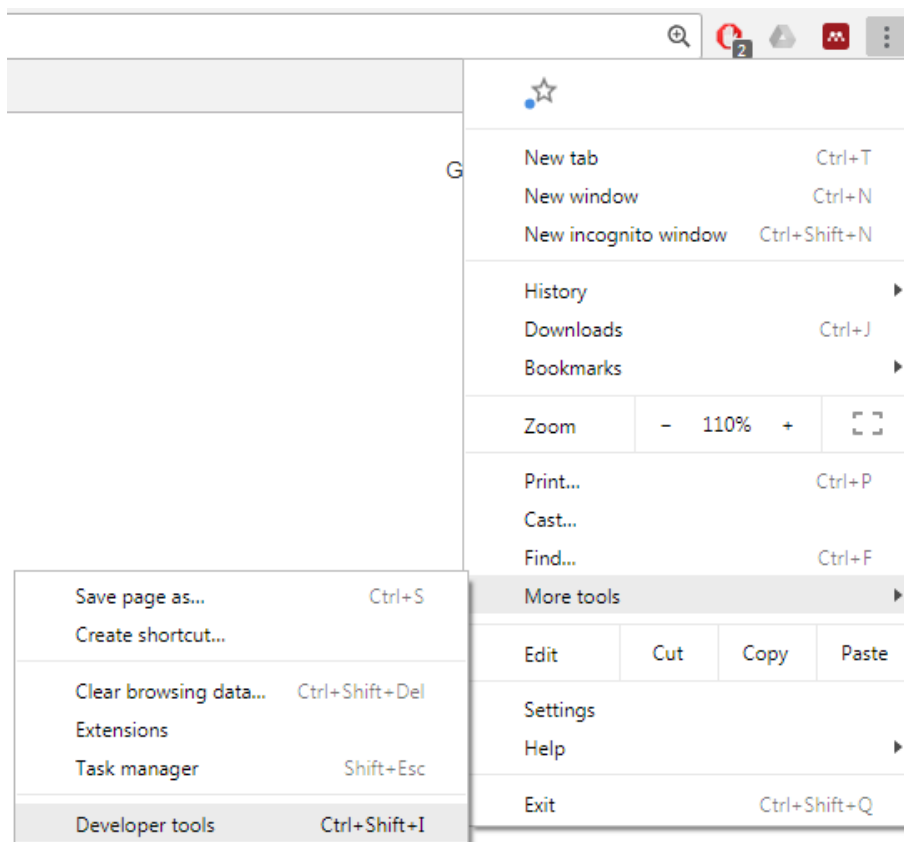 2
G
New tab Ctrl+T
New window Ctrl+N
New incognito window Ctrl+Shift+N
History
Downloads Ctrl+J
Bookmarks
Zoom - 110% +
Print... Ctrl+P
Cast...
Find... Ctrl+F
More tools
Edit Cut Copy Paste
Settings
Help
Exit Ctrl+Shift+Q
Save page as... Ctrl+S
Create shortcut...
Clear browsing data... Ctrl+Shift+Del
Extensions
Task manager Shift+Esc
Developer tools Ctrl+Shift+I